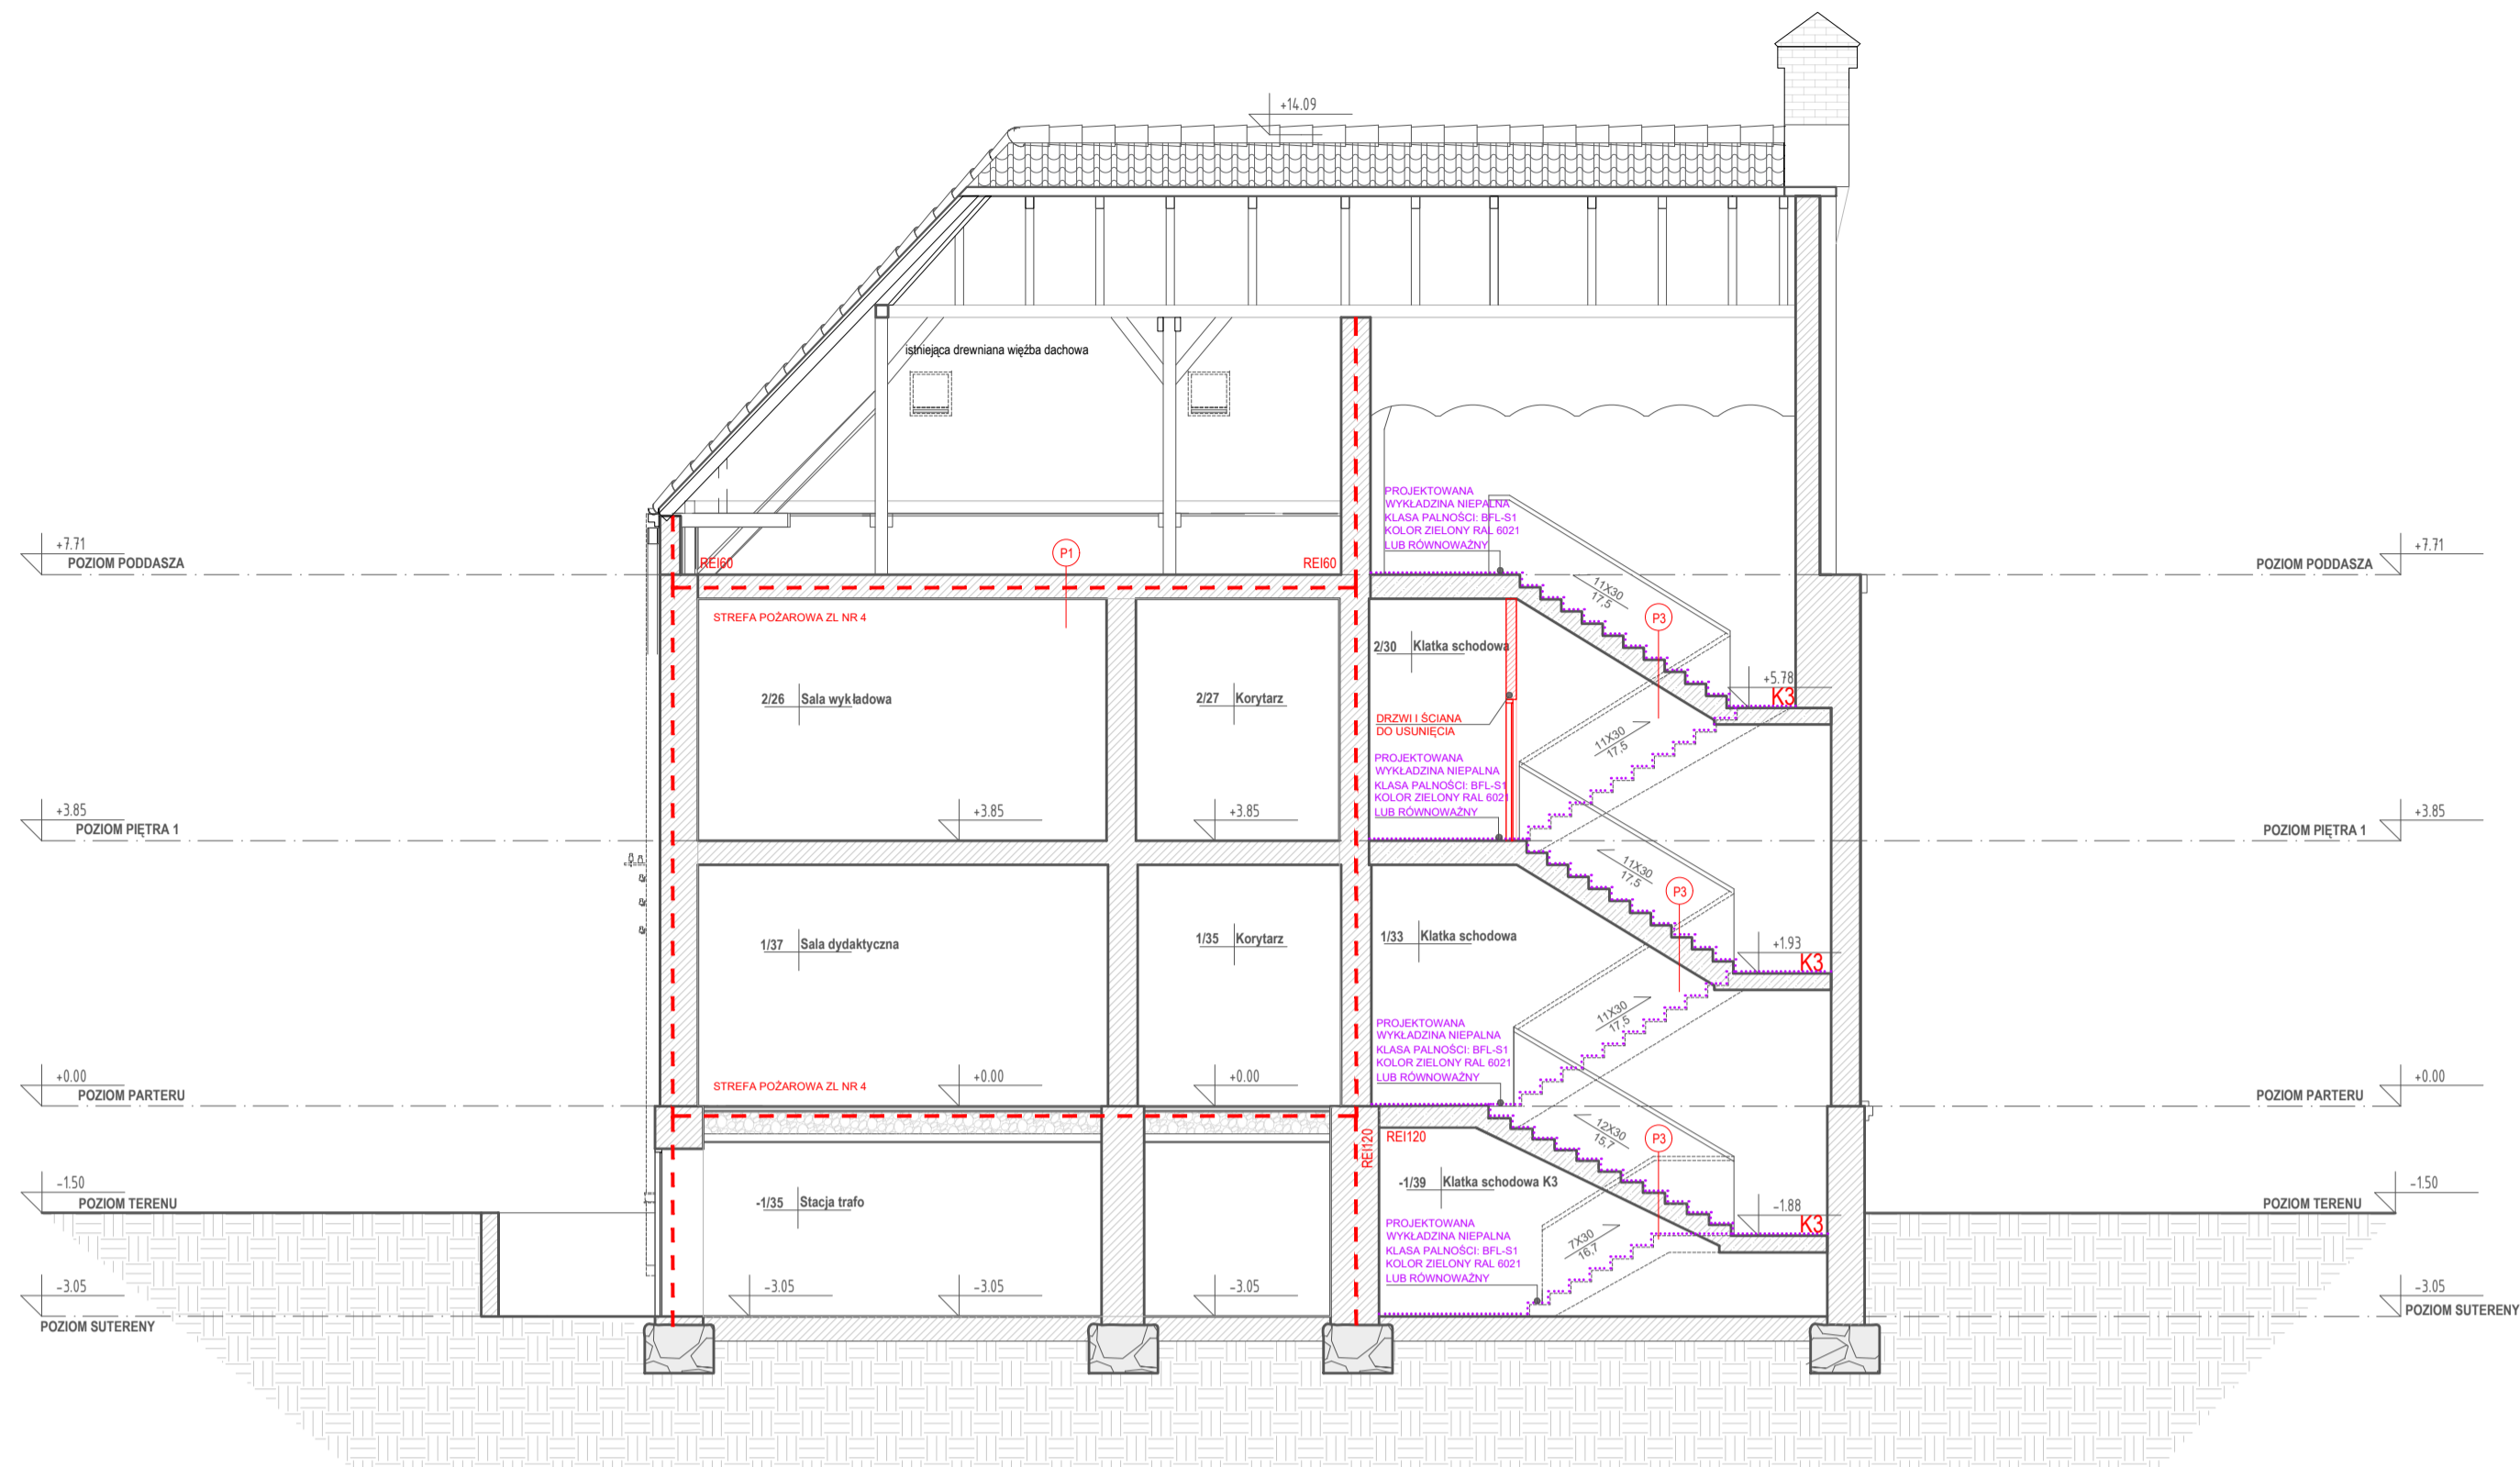 +14.09
istniejąca drewniana więźba dachowa
PROJEKTOWANA
WYKŁADZINA NIEPALNA
KLASA PALNOŚCI: BFL-S1
KOLOR ZIELONY RAL 6021
LUB RÓWNOWAŻNY
+7.71
POZIOM PODDASZA
REI60
P1
REI60
+7.71
POZIOM PODDASZA
11X30
17,5
STREFA POŻAROWA ZL NR 4
P3
2/30
Klatka schodowa
2/26
Sala wykładowa
2/27
Korytarz
+5.78
K3
DRZWI I ŚCIANA
DO USUNIĘCIA
11X30
17,5
PROJEKTOWANA
WYKŁADZINA NIEPALNA
KLASA PALNOŚCI: BFL-S1
KOLOR ZIELONY RAL 6021
LUB RÓWNOWAŻNY
+3.85
POZIOM PIĘTRA 1
+3.85
+3.85
+3.85
POZIOM PIĘTRA 1
11X30
17,5
P3
1/37
Sala dydaktyczna
1/35
Korytarz
1/33
Klatka schodowa
+1.93
K3
11X30
17,5
PROJEKTOWANA
WYKŁADZINA NIEPALNA
KLASA PALNOŚCI: BFL-S1
KOLOR ZIELONY RAL 6021
LUB RÓWNOWAŻNY
+0.00
POZIOM PARTERU
STREFA POŻAROWA ZL NR 4
+0.00
+0.00
+0.00
POZIOM PARTERU
REI120
REI120
12X30
15,7
P3
-1/35
Stacja trafo
-1/39
Klatka schodowa K3
-1.50
POZIOM TERENU
-1.88
K3
-1.50
POZIOM TERENU
PROJEKTOWANA
WYKŁADZINA NIEPALNA
KLASA PALNOŚCI: BFL-S1
KOLOR ZIELONY RAL 6021
LUB RÓWNOWAŻNY
7X30
16,7
-3.05
POZIOM SUTERENY
-3.05
-3.05
-3.05
-3.05
POZIOM SUTERENY